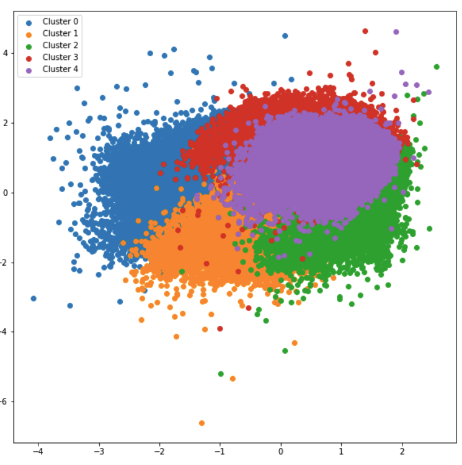 Cluster 0
Cluster 1
Cluster 2
Cluster 3
Cluster 4
4
2
0
−2
−4
−6
−4
−3
−2
−1
0
1
2